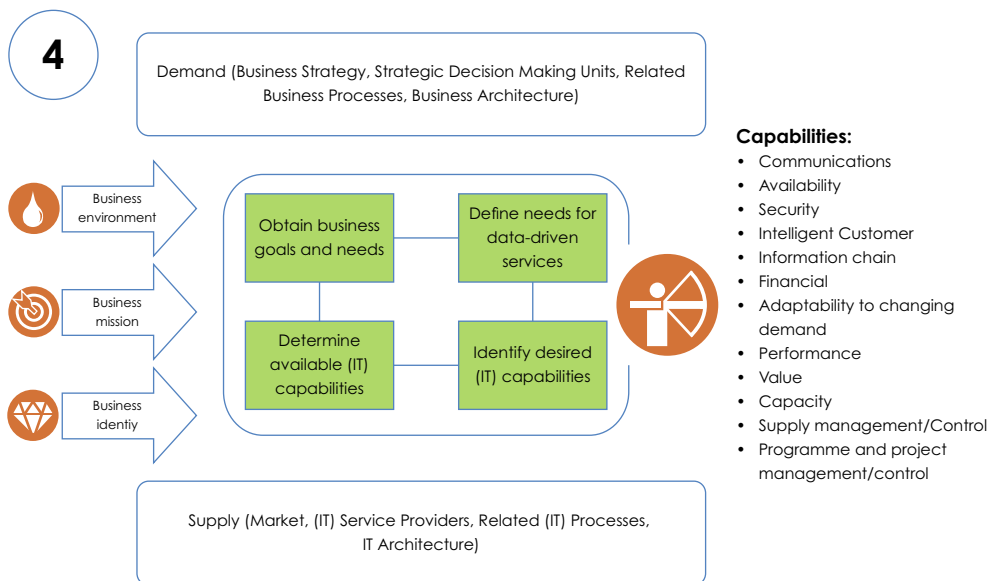 4
Demand (Business Strategy, Strategic Decision Making Units, Related
Business Processes, Business Architecture)
Business
environment
Business
mission
Business
identiy
Obtain business
goals and needs
Define needs for
data-driven
services
Determine
available (IT)
capabilities
Identify desired
(IT) capabilities
Capabilities:
• Communications
• Availability
• Security
• Intelligent Customer
• Information chain
• Financial
• Adaptability to changing
demand
• Performance
• Value
• Capacity
• Supply management/Control
• Programme and project
management/control
Supply (Market, (IT) Service Providers, Related (IT) Processes,
IT Architecture)